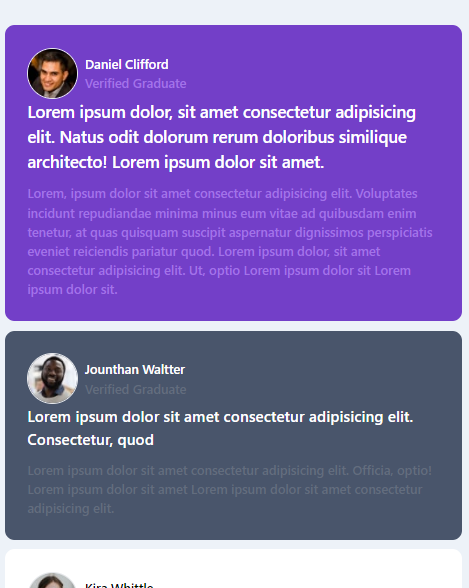 Daniel Clifford
Verified Graduate
Lorem ipsum dolor, sit amet consectetur adipisicing
elit. Natus odit dolorum rerum doloribus similique
architecto! Lorem ipsum dolor sit amet.
Lorem, ipsum dolor sit amet consectetur adipisicing elit. Voluptates
incidunt repudiandae minima minus eum vitae ad quibusdam enim
tenetur, at quas quisquam suscipit aspernatur dignissimos perspiciatis
eveniet reiciendis pariatur quod. Lorem ipsum dolor, sit amet
consectetur adipisicing elit. Ut, optio Lorem ipsum dolor sit Lorem
ipsum dolor sit.
Jounthan Waltter
Verified Graduate
Lorem ipsum dolor sit amet consectetur adipisicing elit.
Consectetur, quod
Lorem ipsum dolor sit amet consectetur adipisicing elit. Officia, optio!
Lorem ipsum dolor sit amet Lorem ipsum dolor sit amet consectetur
adipisicing elit.
Kira Whittle